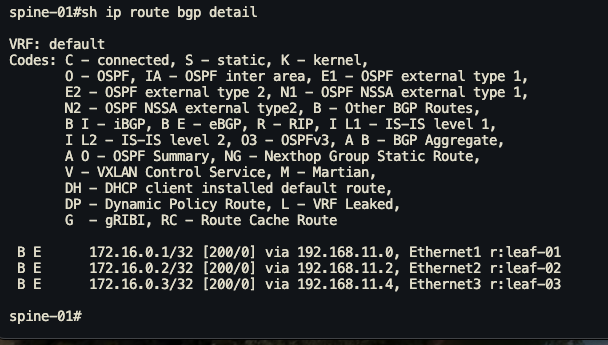 spine-01#sh ip route bgp detail
VRF: default
Codes: C - connected, S - static, K - kernel,
O - OSPF, IA - OSPF inter area, E1 - OSPF external type 1,
E2 - OSPF external type 2, N1 - OSPF NSSA external type 1,
N2 - OSPF NSSA external type2, B - Other BGP Routes,
B I - iBGP, B E - eBGP, R - RIP, I L1 - IS-IS level 1,
I L2 - IS-IS level 2, O3 - OSPFv3, A B - BGP Aggregate,
A O - OSPF Summary, NG - Nexthop Group Static Route,
V - VXLAN Control Service, M - Martian,
DH - DHCP client installed default route,
DP - Dynamic Policy Route, L - VRF Leaked,
G  - gRIBI, RC - Route Cache Route
B E      172.16.0.1/32 [200/0] via 192.168.11.0, Ethernet1 r:leaf-01
B E      172.16.0.2/32 [200/0] via 192.168.11.2, Ethernet2 r:leaf-02
B E      172.16.0.3/32 [200/0] via 192.168.11.4, Ethernet3 r:leaf-03
spine-01#